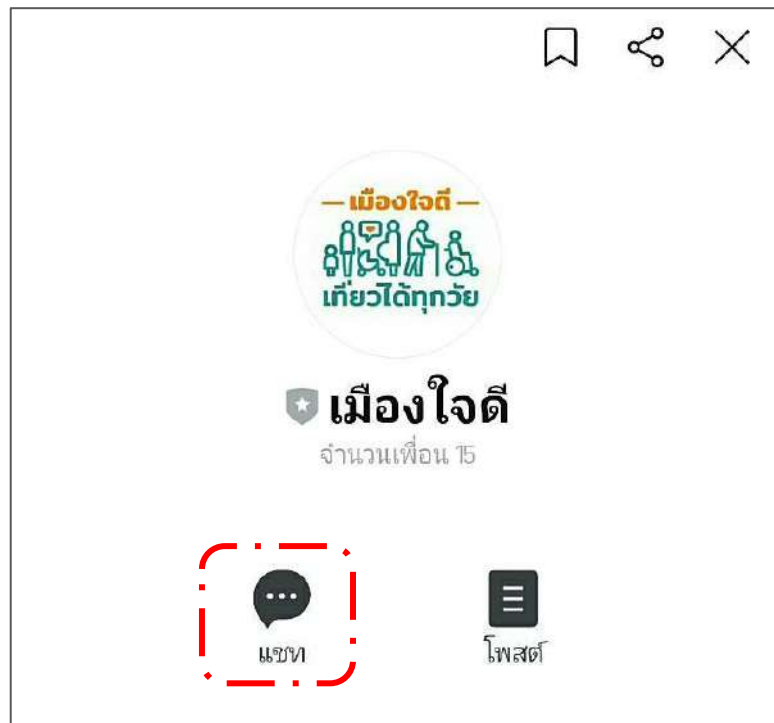 เมืองใจดี
เที่ยวได้ทุกวัย
เมืองใจดี
จำนวนเพื่อน 15
แชท
โพสต์